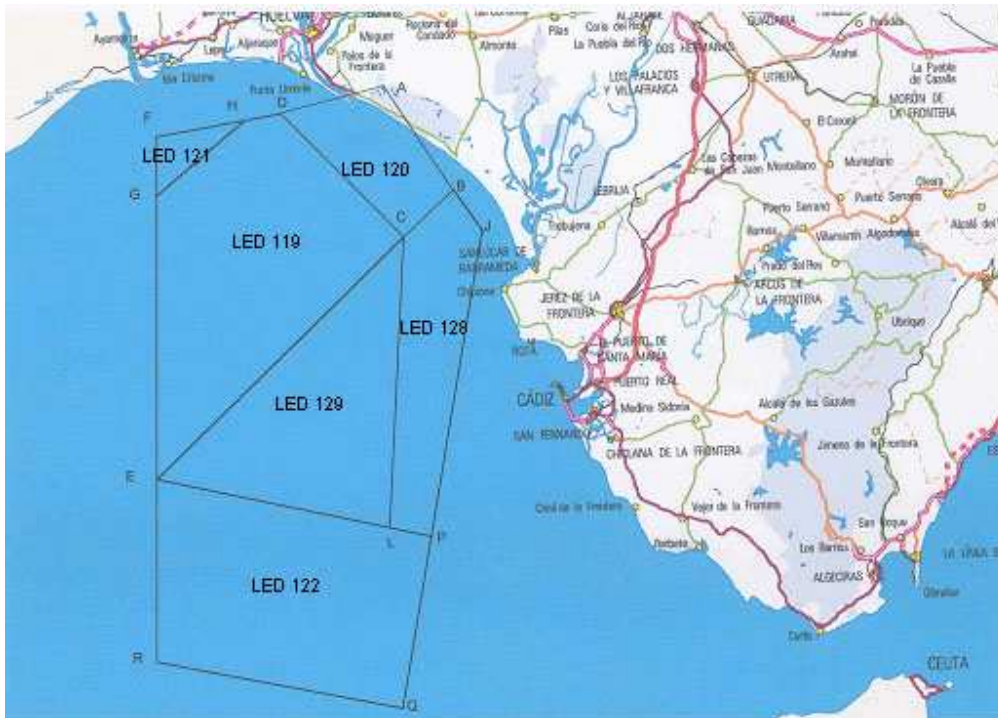 HUELVA
Moguer
Ayamonte
Lepe
Aljaraque
Palos de la
Frontera
Isla Cristina
Punta Umbría
Almonte
Pilas
Coria del Río
La Puebla del Río
DOS HERMANAS
LOS PALACIOS
Y VILLAFRANCA
UTRERA
Arahal
Paradas
La Puebla
de Cazalla
MORÓN DE
LA FRONTERA
El Coronil
Montellano
Las Cabezas
de San Juan
LEBRIJA
Trebujena
Puerto Serrano
Olvera
Bornos
Villamartín
Algodonales
Prado del Rey
ARCOS DE
LA FRONTERA
Ubrique
SANLÚCAR DE
BARRAMEDA
Chipiona
JEREZ DE LA
FRONTERA
ROTA
EL PUERTO DE
SANTA MARÍA
PUERTO REAL
CÁDIZ
SAN FERNANDO
Medina Sidonia
Alcalá de los Gazules
CHICLANA DE LA FRONTERA
Jimena de la Frontera
Conil de la Frontera
Vejer de la Frontera
Barbate
San Roque
Los Barrios
LA LÍNEA
ALGECIRAS
Gibraltar
Tarifa
CEUTA
A
B
C
D
E
F
G
H
J
L
P
Q
R
LED 121
LED 120
LED 119
LED 128
LED 129
LED 122